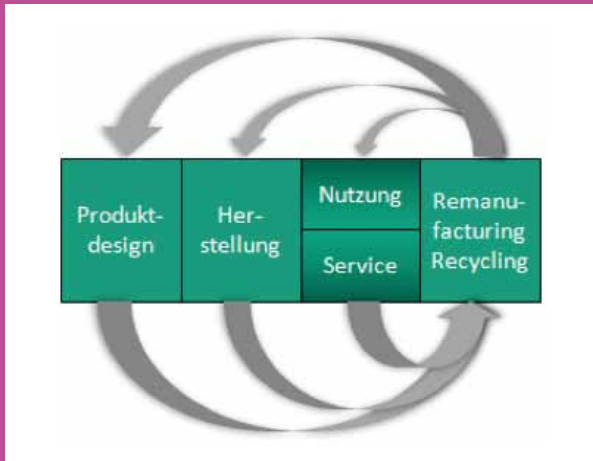 Produkt-
design
Her-
stellung
Nutzung
Service
Remanu-
facturing
Recycling